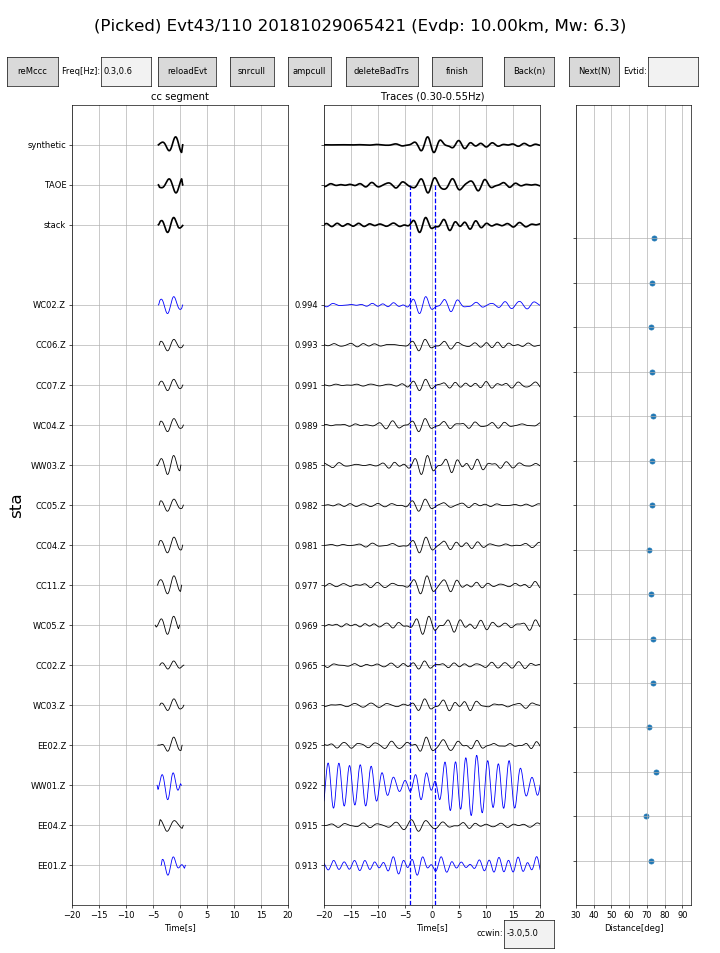 (Picked) Evt43/110 20181029065421 (Evdp: 10.00km, Mw: 6.3)
reMccc Freq[Hz]: 0.3,0.6 reloadEvt snrcull ampcull deleteBadTrs finish Back(n) Next(N) Evtid:
cc segment Traces (0.30-0.55Hz)
synthetic
TAOE
stack
WC02.Z 0.994
CC06.Z 0.993
CC07.Z 0.991
WC04.Z 0.989
WW03.Z 0.985
sta
CC05.Z 0.982
CC04.Z 0.981
CC11.Z 0.977
WC05.Z 0.969
CC02.Z 0.965
WC03.Z 0.963
EE02.Z 0.925
WW01.Z 0.922
EE04.Z 0.915
EE01.Z 0.913
−20 −15 −10 −5 0 5 10 15 20 −20 −15 −10 −5 0 5 10 15 20 30 40 50 60 70 80 90
Time[s] Time[s] Distance[deg]
ccwin: -3.0,5.0